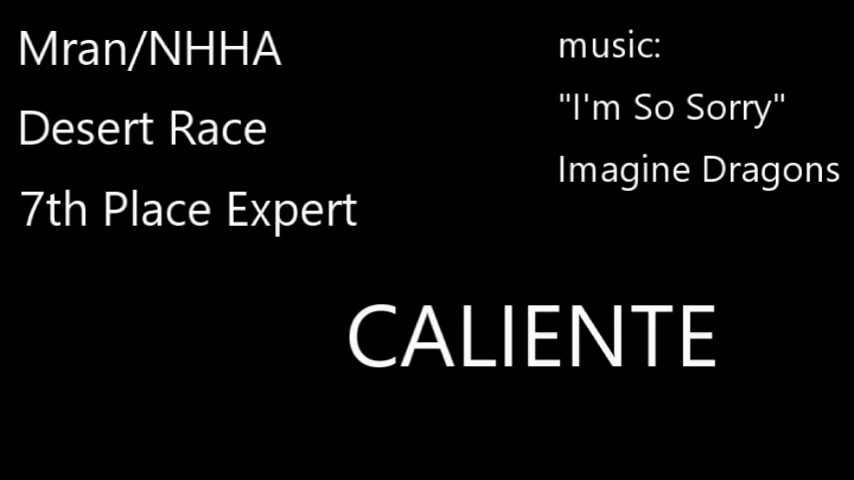 Mran/NHHA
Desert Race
7th Place Expert
music:
"I'm So Sorry"
Imagine Dragons
CALIENTE